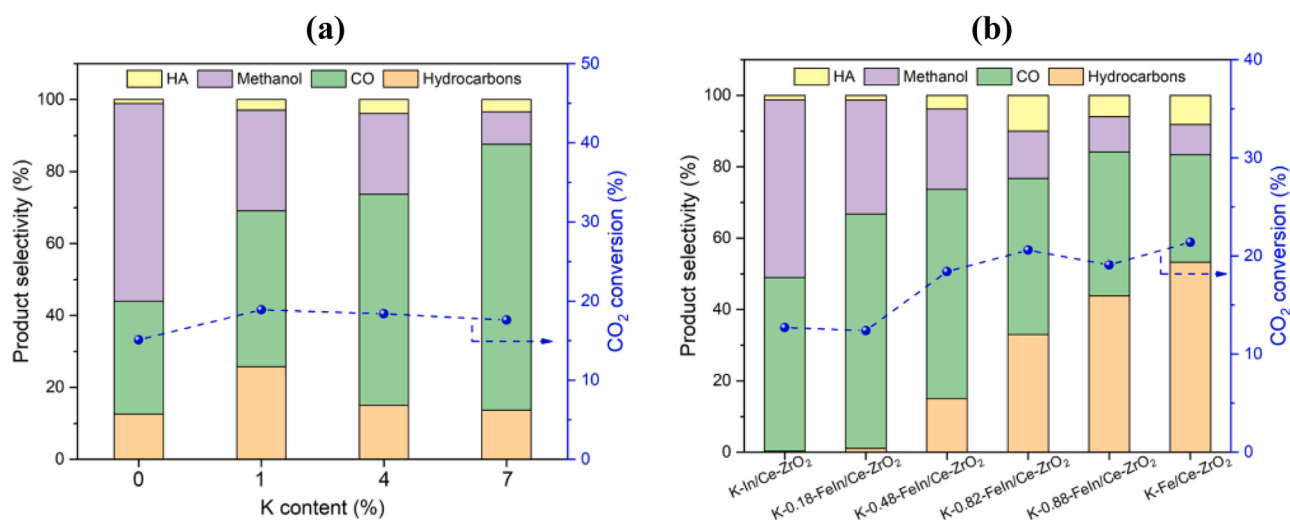 (a)
HA Methanol CO Hydrocarbons
Product selectivity (%)
100
80
60
40
20
0
0 1 4 7
K content (%)
50
40
30
20
10
0
CO₂ conversion (%)
(b)
HA Methanol CO Hydrocarbons
Product selectivity (%)
100
80
60
40
20
0
K-In/Ce-ZrO₂
K-0.18-FeIn/Ce-ZrO₂
K-0.48-FeIn/Ce-ZrO₂
K-0.82-FeIn/Ce-ZrO₂
K-0.88-FeIn/Ce-ZrO₂
K-Fe/Ce-ZrO₂
40
30
20
10
0
CO₂ conversion (%)